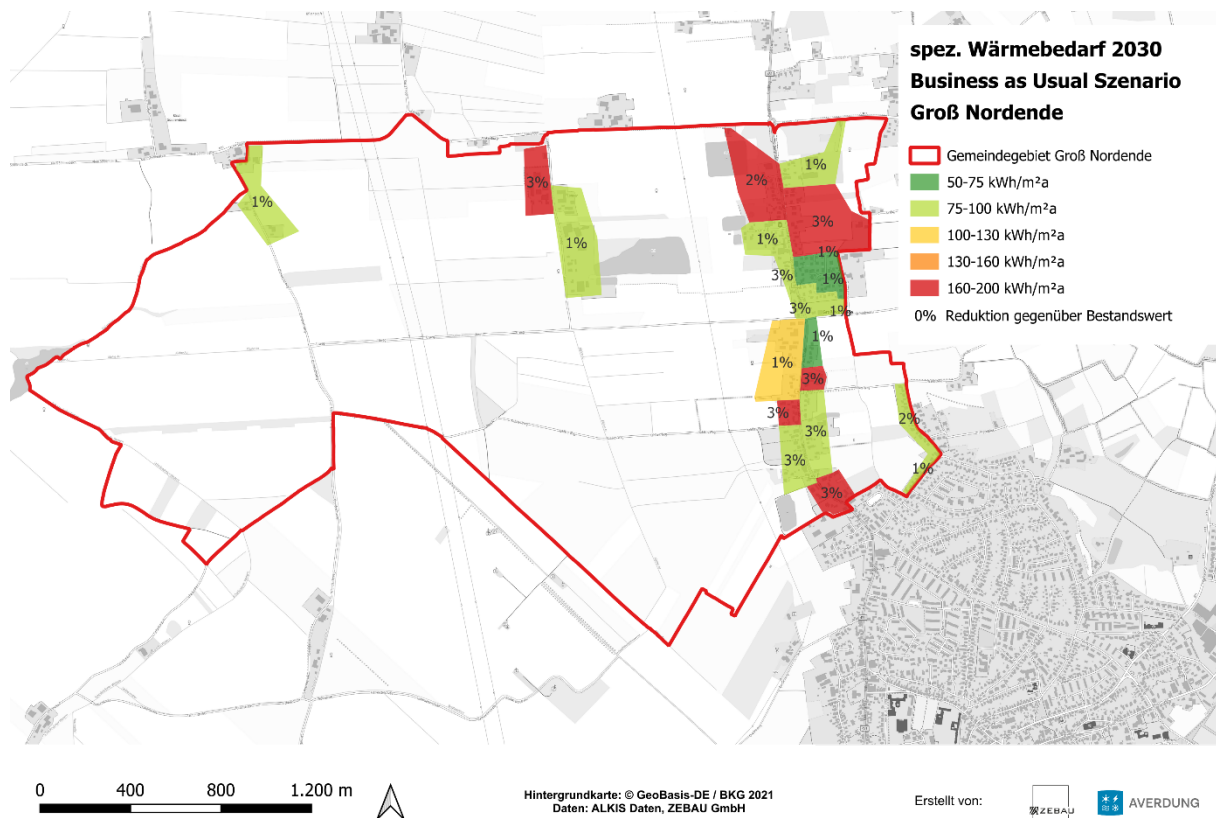 spez. Wärmebedarf 2030
Business as Usual Szenario
Groß Nordende
Gemeindegebiet Groß Nordende
50-75 kWh/m²a
75-100 kWh/m²a
100-130 kWh/m²a
130-160 kWh/m²a
160-200 kWh/m²a
0% Reduktion gegenüber Bestandswert
1%
2%
3%
1%
3%
1%
1%
1%
3%
1%
3%
1%
1%
1%
3%
3%
3%
2%
3%
1%
3%
0 400 800 1.200 m
Hintergrundkarte: © GeoBasis-DE / BKG 2021
Daten: ALKIS Daten, ZEBAU GmbH
Erstellt von:
ZEBAU
AVERDUNG